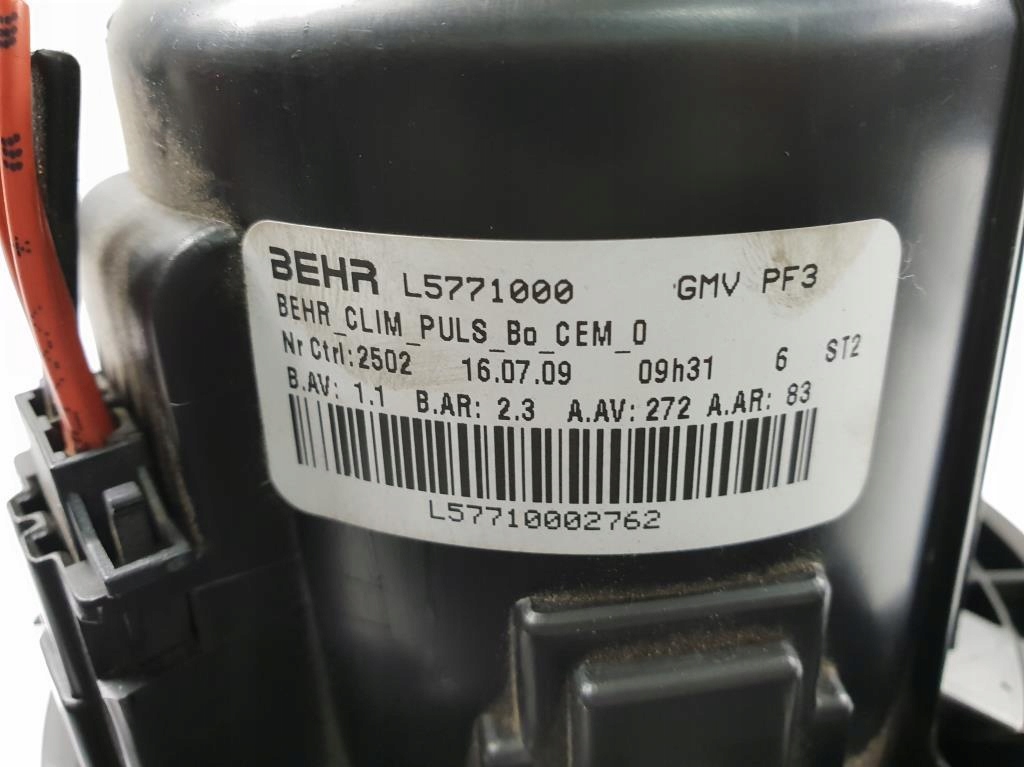 BEHR L5771000 GMV PF3
BEHR_CLIM_PULS_Bo_CEM_0
Nr Ctrl:2502 16.07.09 09h31 6 ST2
B.AV: 1.1 B.AR: 2.3 A.AV: 272 A.AR: 83
L57710002762